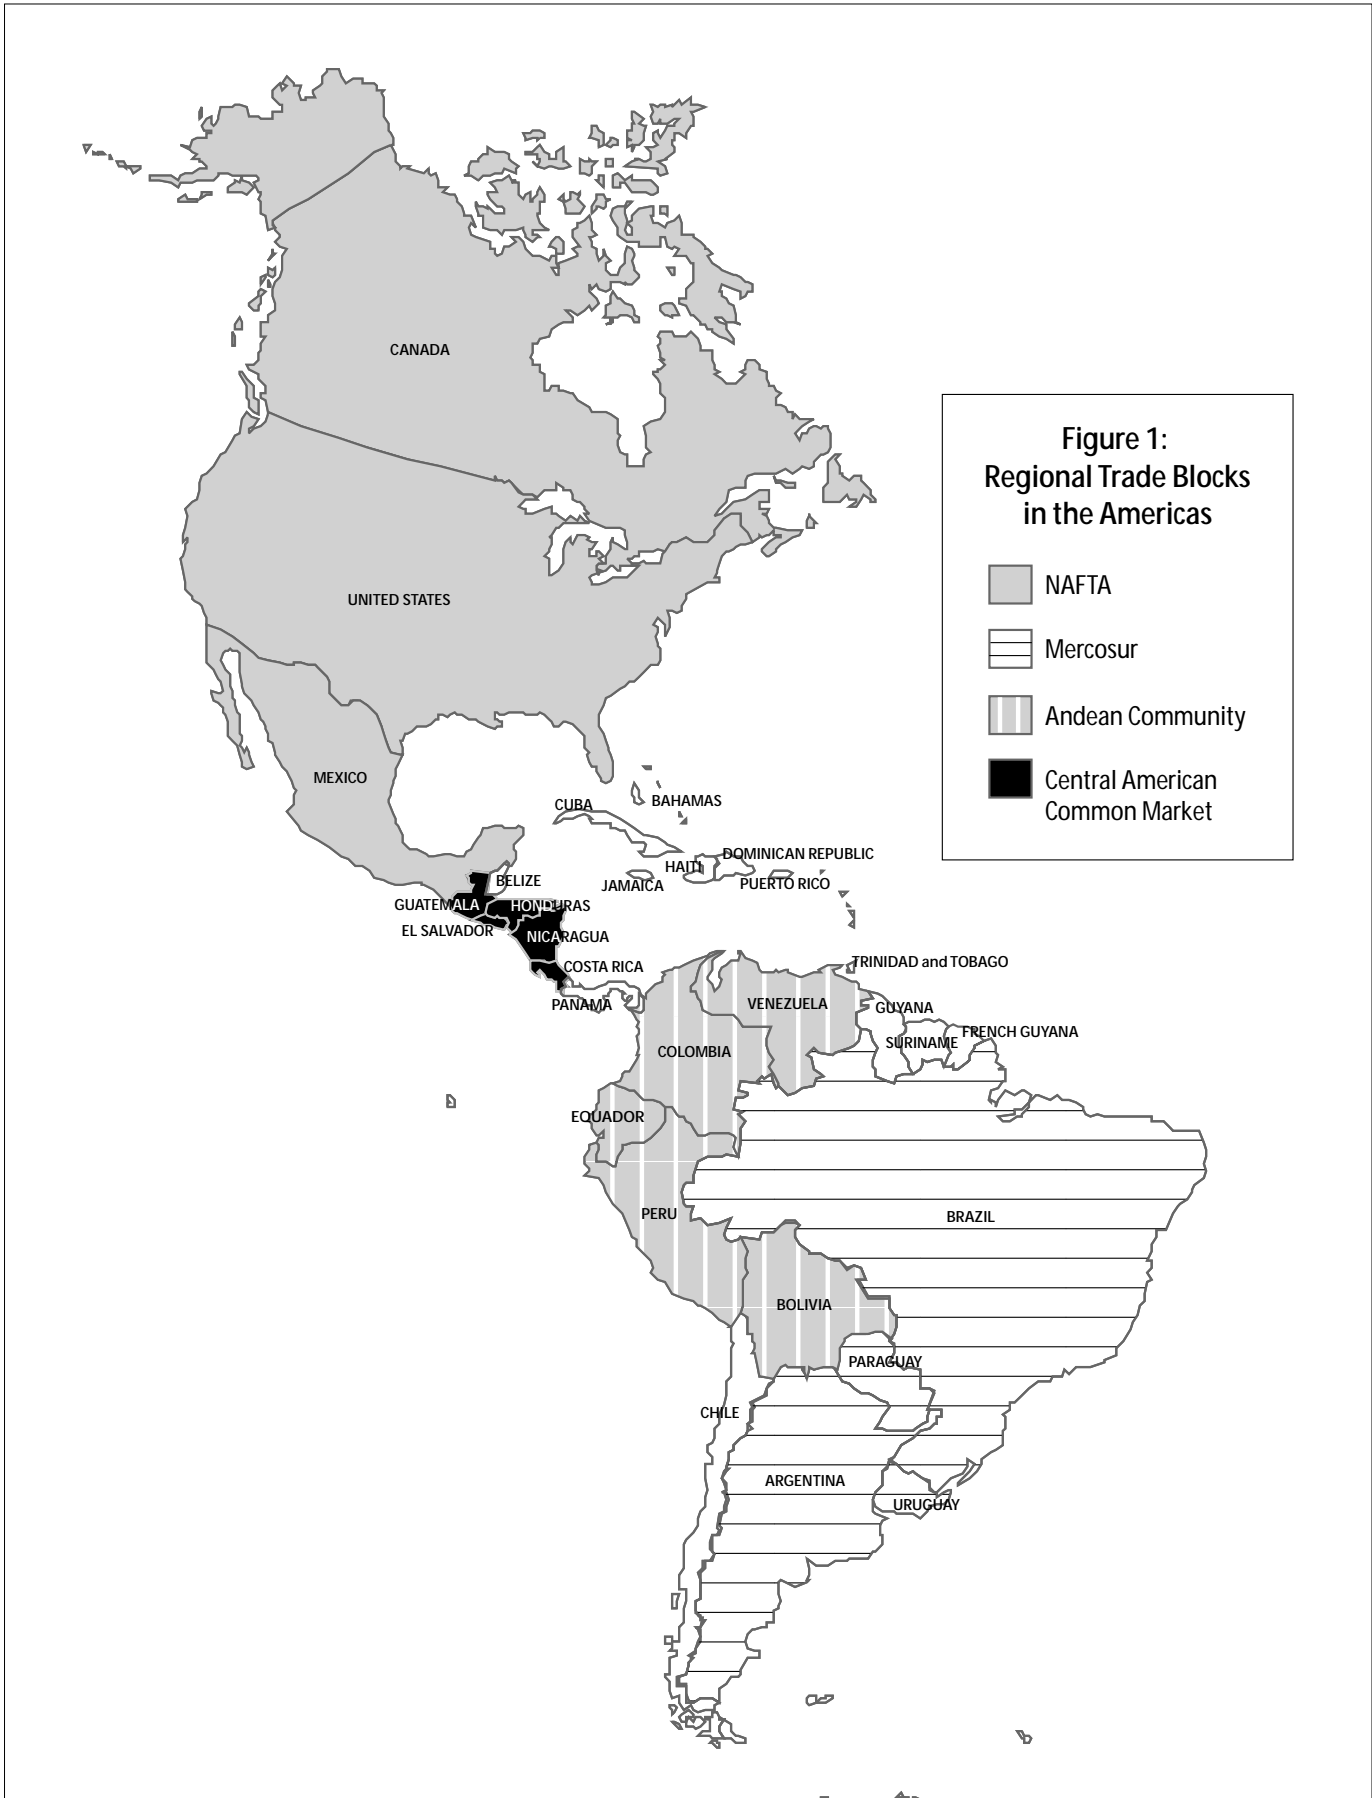 CANADA
Figure 1:
Regional Trade Blocks
in the Americas
NAFTA
UNITED STATES
Mercosur
Andean Community
MEXICO
Central American
Common Market
CUBA
BAHAMAS
DOMINICAN REPUBLIC
HAITI
JAMAICA
PUERTO RICO
BELIZE
GUATEMALA
HONDURAS
EL SALVADOR
NICARAGUA
COSTA RICA
TRINIDAD and TOBAGO
PANAMA
VENEZUELA
GUYANA
FRENCH GUYANA
SURINAME
COLOMBIA
EQUADOR
PERU
BRAZIL
BOLIVIA
PARAGUAY
CHILE
ARGENTINA
URUGUAY